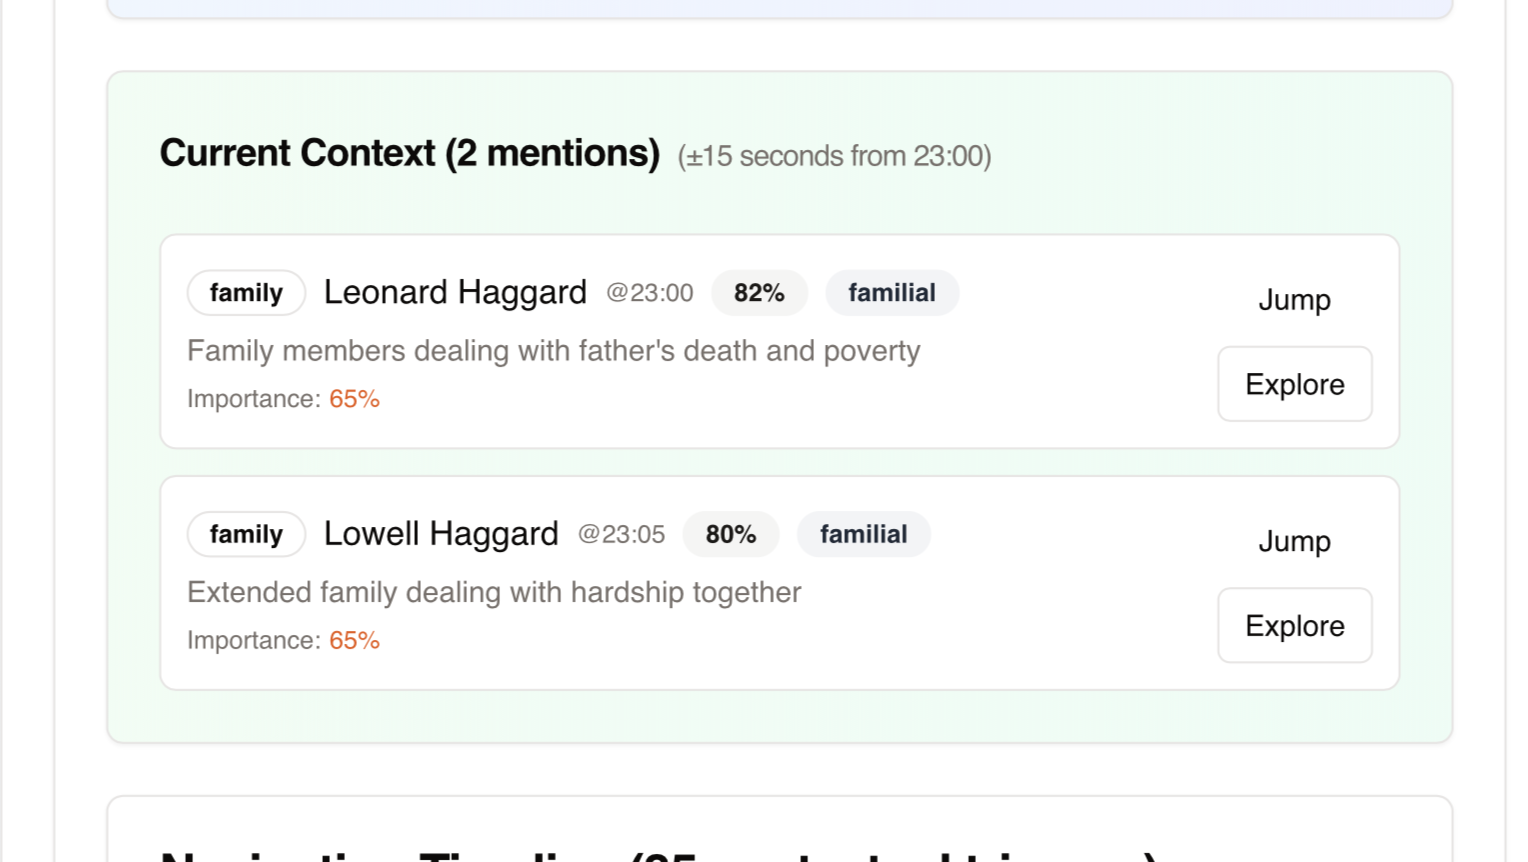 Current Context (2 mentions) (±15 seconds from 23:00)
family Leonard Haggard @23:00 82% familial
Jump
Family members dealing with father's death and poverty
Explore
Importance: 65%
family Lowell Haggard @23:05 80% familial
Jump
Extended family dealing with hardship together
Explore
Importance: 65%